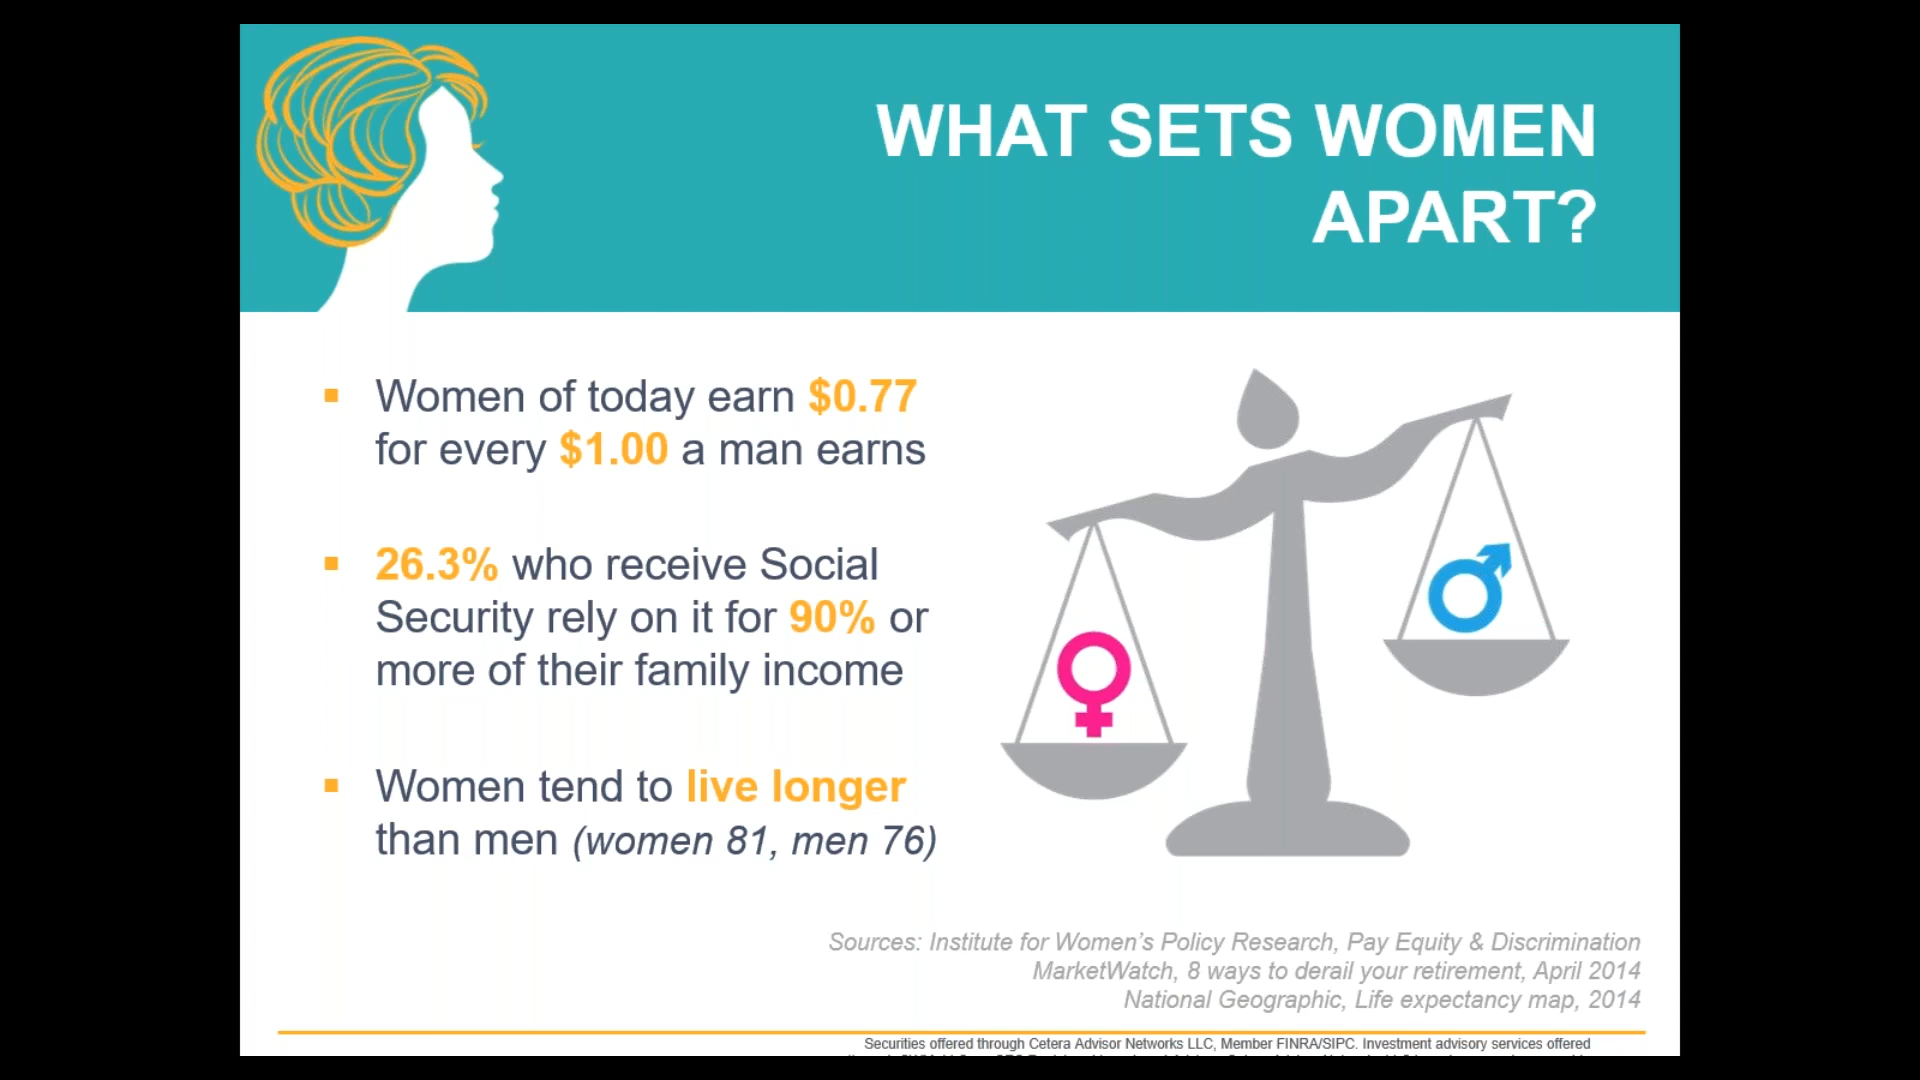 WHAT SETS WOMEN
APART?
▪ Women of today earn $0.77
for every $1.00 a man earns
▪ 26.3% who receive Social
Security rely on it for 90% or
more of their family income
▪ Women tend to live longer
than men (women 81, men 76)
Sources: Institute for Women’s Policy Research, Pay Equity & Discrimination
MarketWatch, 8 ways to derail your retirement, April 2014
National Geographic, Life expectancy map, 2014
Securities offered through Cetera Advisor Networks LLC, Member FINRA/SIPC. Investment advisory services offered